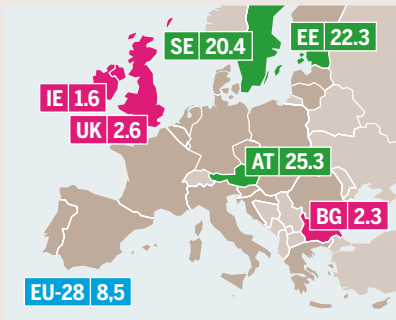 SE 20.4
EE 22.3
IE 1.6
UK 2.6
AT 25.3
BG 2.3
EU-28 8,5